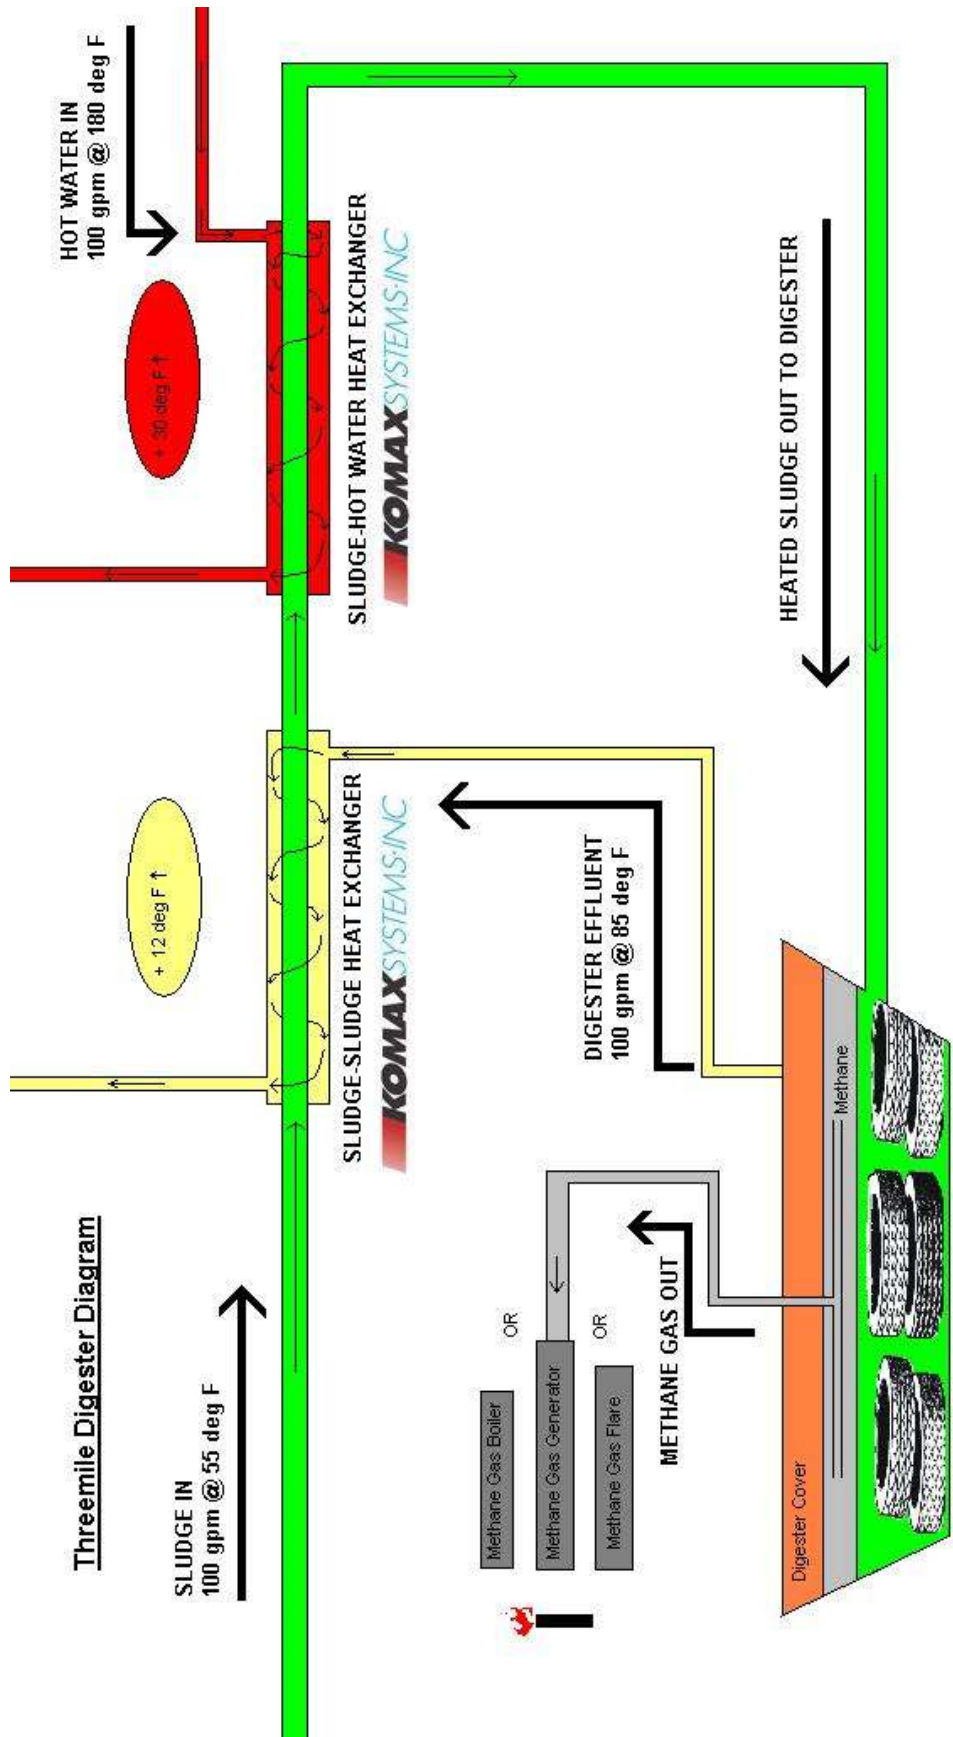 Threemile Digester Diagram
SLUDGE IN
100 gpm @ 55 deg F
+ 12 deg F↑
+ 30 deg F↑
HOT WATER IN
100 gpm @ 180 deg F
SLUDGE-SLUDGE HEAT EXCHANGER
KOMAXSYSTEMS·INC
SLUDGE-HOT WATER HEAT EXCHANGER
KOMAXSYSTEMS·INC
Methane Gas Boiler
OR
Methane Gas Generator
OR
Methane Gas Flare
METHANE GAS OUT
DIGESTER EFFLUENT
100 gpm @ 85 deg F
HEATED SLUDGE OUT TO DIGESTER
Digester Cover
Methane